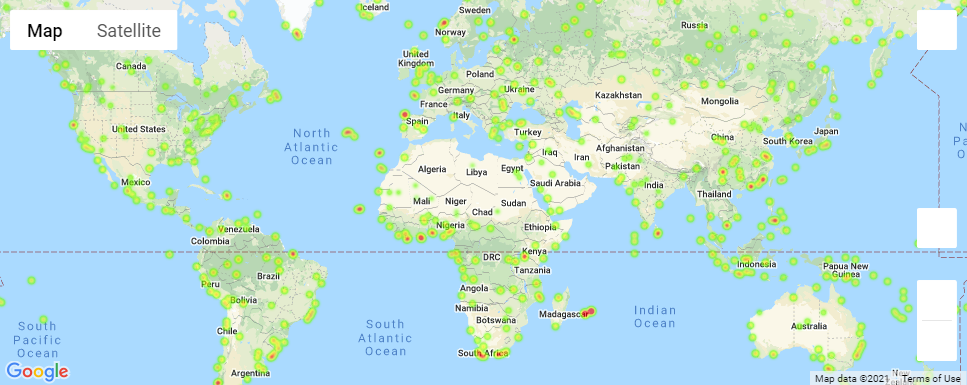 Map
Satellite
Iceland
Sweden
Norway
Russia
Canada
United
Kingdom
Poland
Germany
Ukraine
France
Kazakhstan
Mongolia
Spain
Italy
United States
Turkey
China
Japan
South Korea
North
Atlantic
Ocean
Iraq
Iran
Afghanistan
Pakistan
Algeria
Libya
Egypt
Mexico
Saudi Arabia
India
Mali
Niger
Chad
Sudan
Thailand
Venezuela
Colombia
Nigeria
Ethiopia
Kenya
DRC
Indonesia
Papua New
Guinea
Brazil
Peru
Tanzania
Angola
Bolivia
Namibia
Botswana
Madagascar
Indian
Ocean
South
Pacific
Ocean
South
Atlantic
Ocean
Chile
Australia
South Africa
Argentina
Google
Map data ©2021
Terms of Use